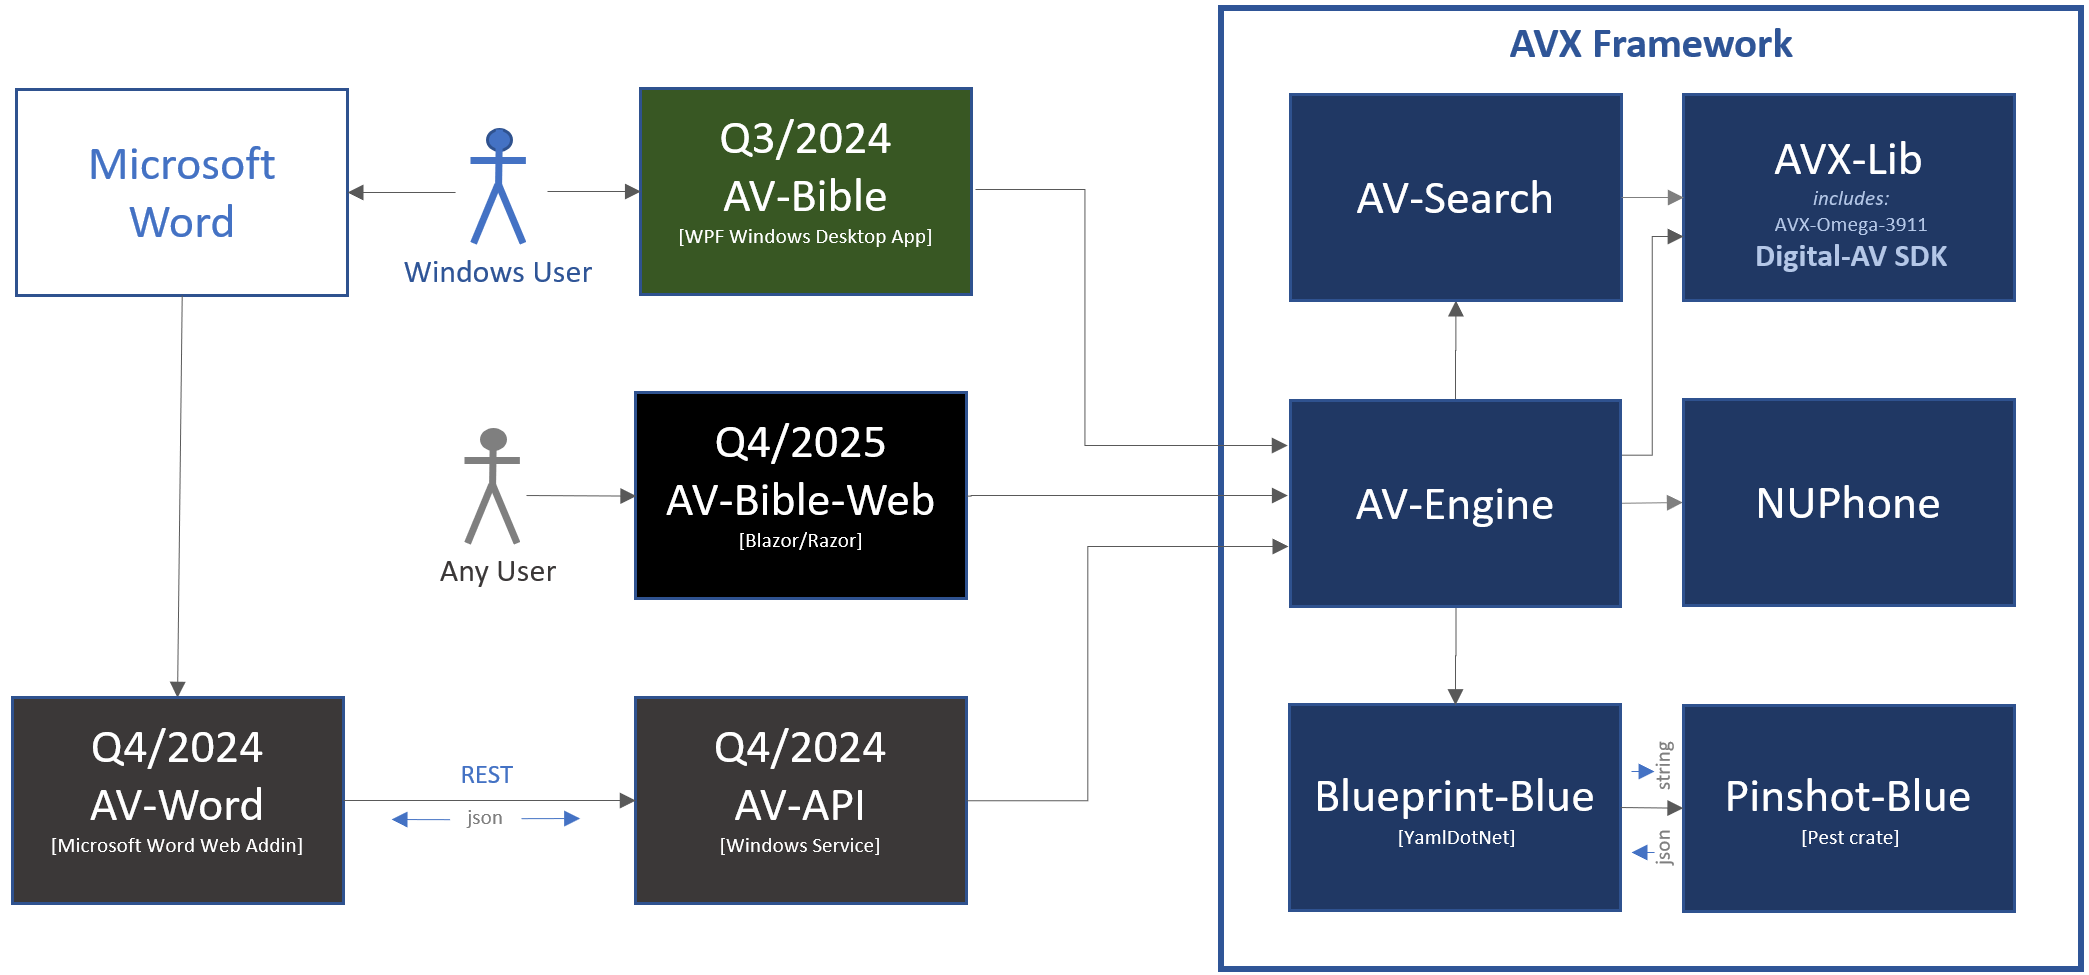 AVX Framework
Microsoft
Word
Windows User
Q3/2024
AV-Bible
[WPF Windows Desktop App]
AV-Search
AVX-Lib
includes:
AVX-Omega-3911
Digital-AV SDK
Any User
Q4/2025
AV-Bible-Web
[Blazor/Razor]
AV-Engine
NUPhone
Q4/2024
AV-Word
[Microsoft Word Web Addin]
REST
json
Q4/2024
AV-API
[Windows Service]
Blueprint-Blue
[YamlDotNet]
string
json
Pinshot-Blue
[Pest crate]